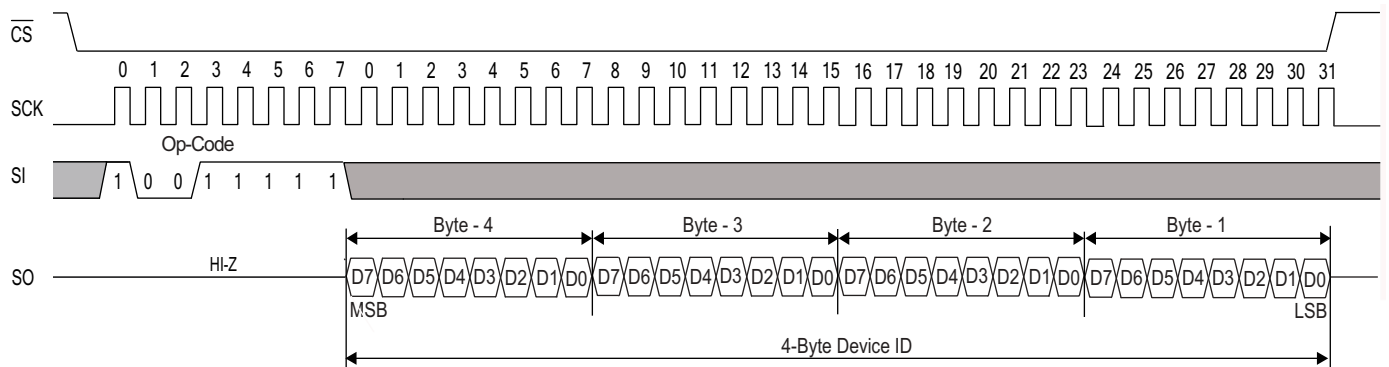 CS
0 1 2 3 4 5 6 7 0 1 2 3 4 5 6 7 8 9 10 11 12 13 14 15 16 17 18 19 20 21 22 23 24 25 26 27 28 29 30 31
SCK
Op-Code
SI 1 0 0 1 1 1 1 1
Byte - 4 Byte - 3 Byte - 2 Byte - 1
SO HI-Z D7 D6 D5 D4 D3 D2 D1 D0 D7 D6 D5 D4 D3 D2 D1 D0 D7 D6 D5 D4 D3 D2 D1 D0 D7 D6 D5 D4 D3 D2 D1 D0
MSB LSB
4-Byte Device ID